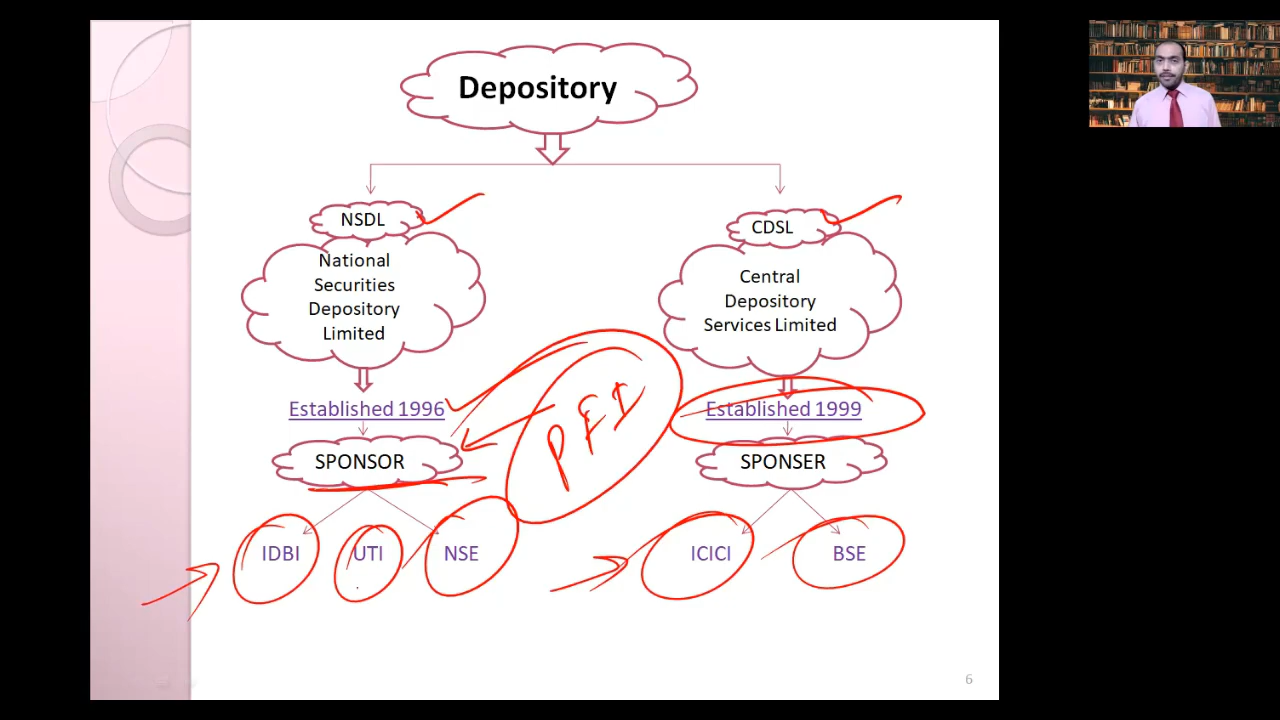 Depository
NSDL
National
Securities
Depository
Limited
Established 1996
SPONSOR
IDBI
UTI
NSE
PFI
CDSL
Central
Depository
Services Limited
Established 1999
SPONSER
ICICI
BSE
6